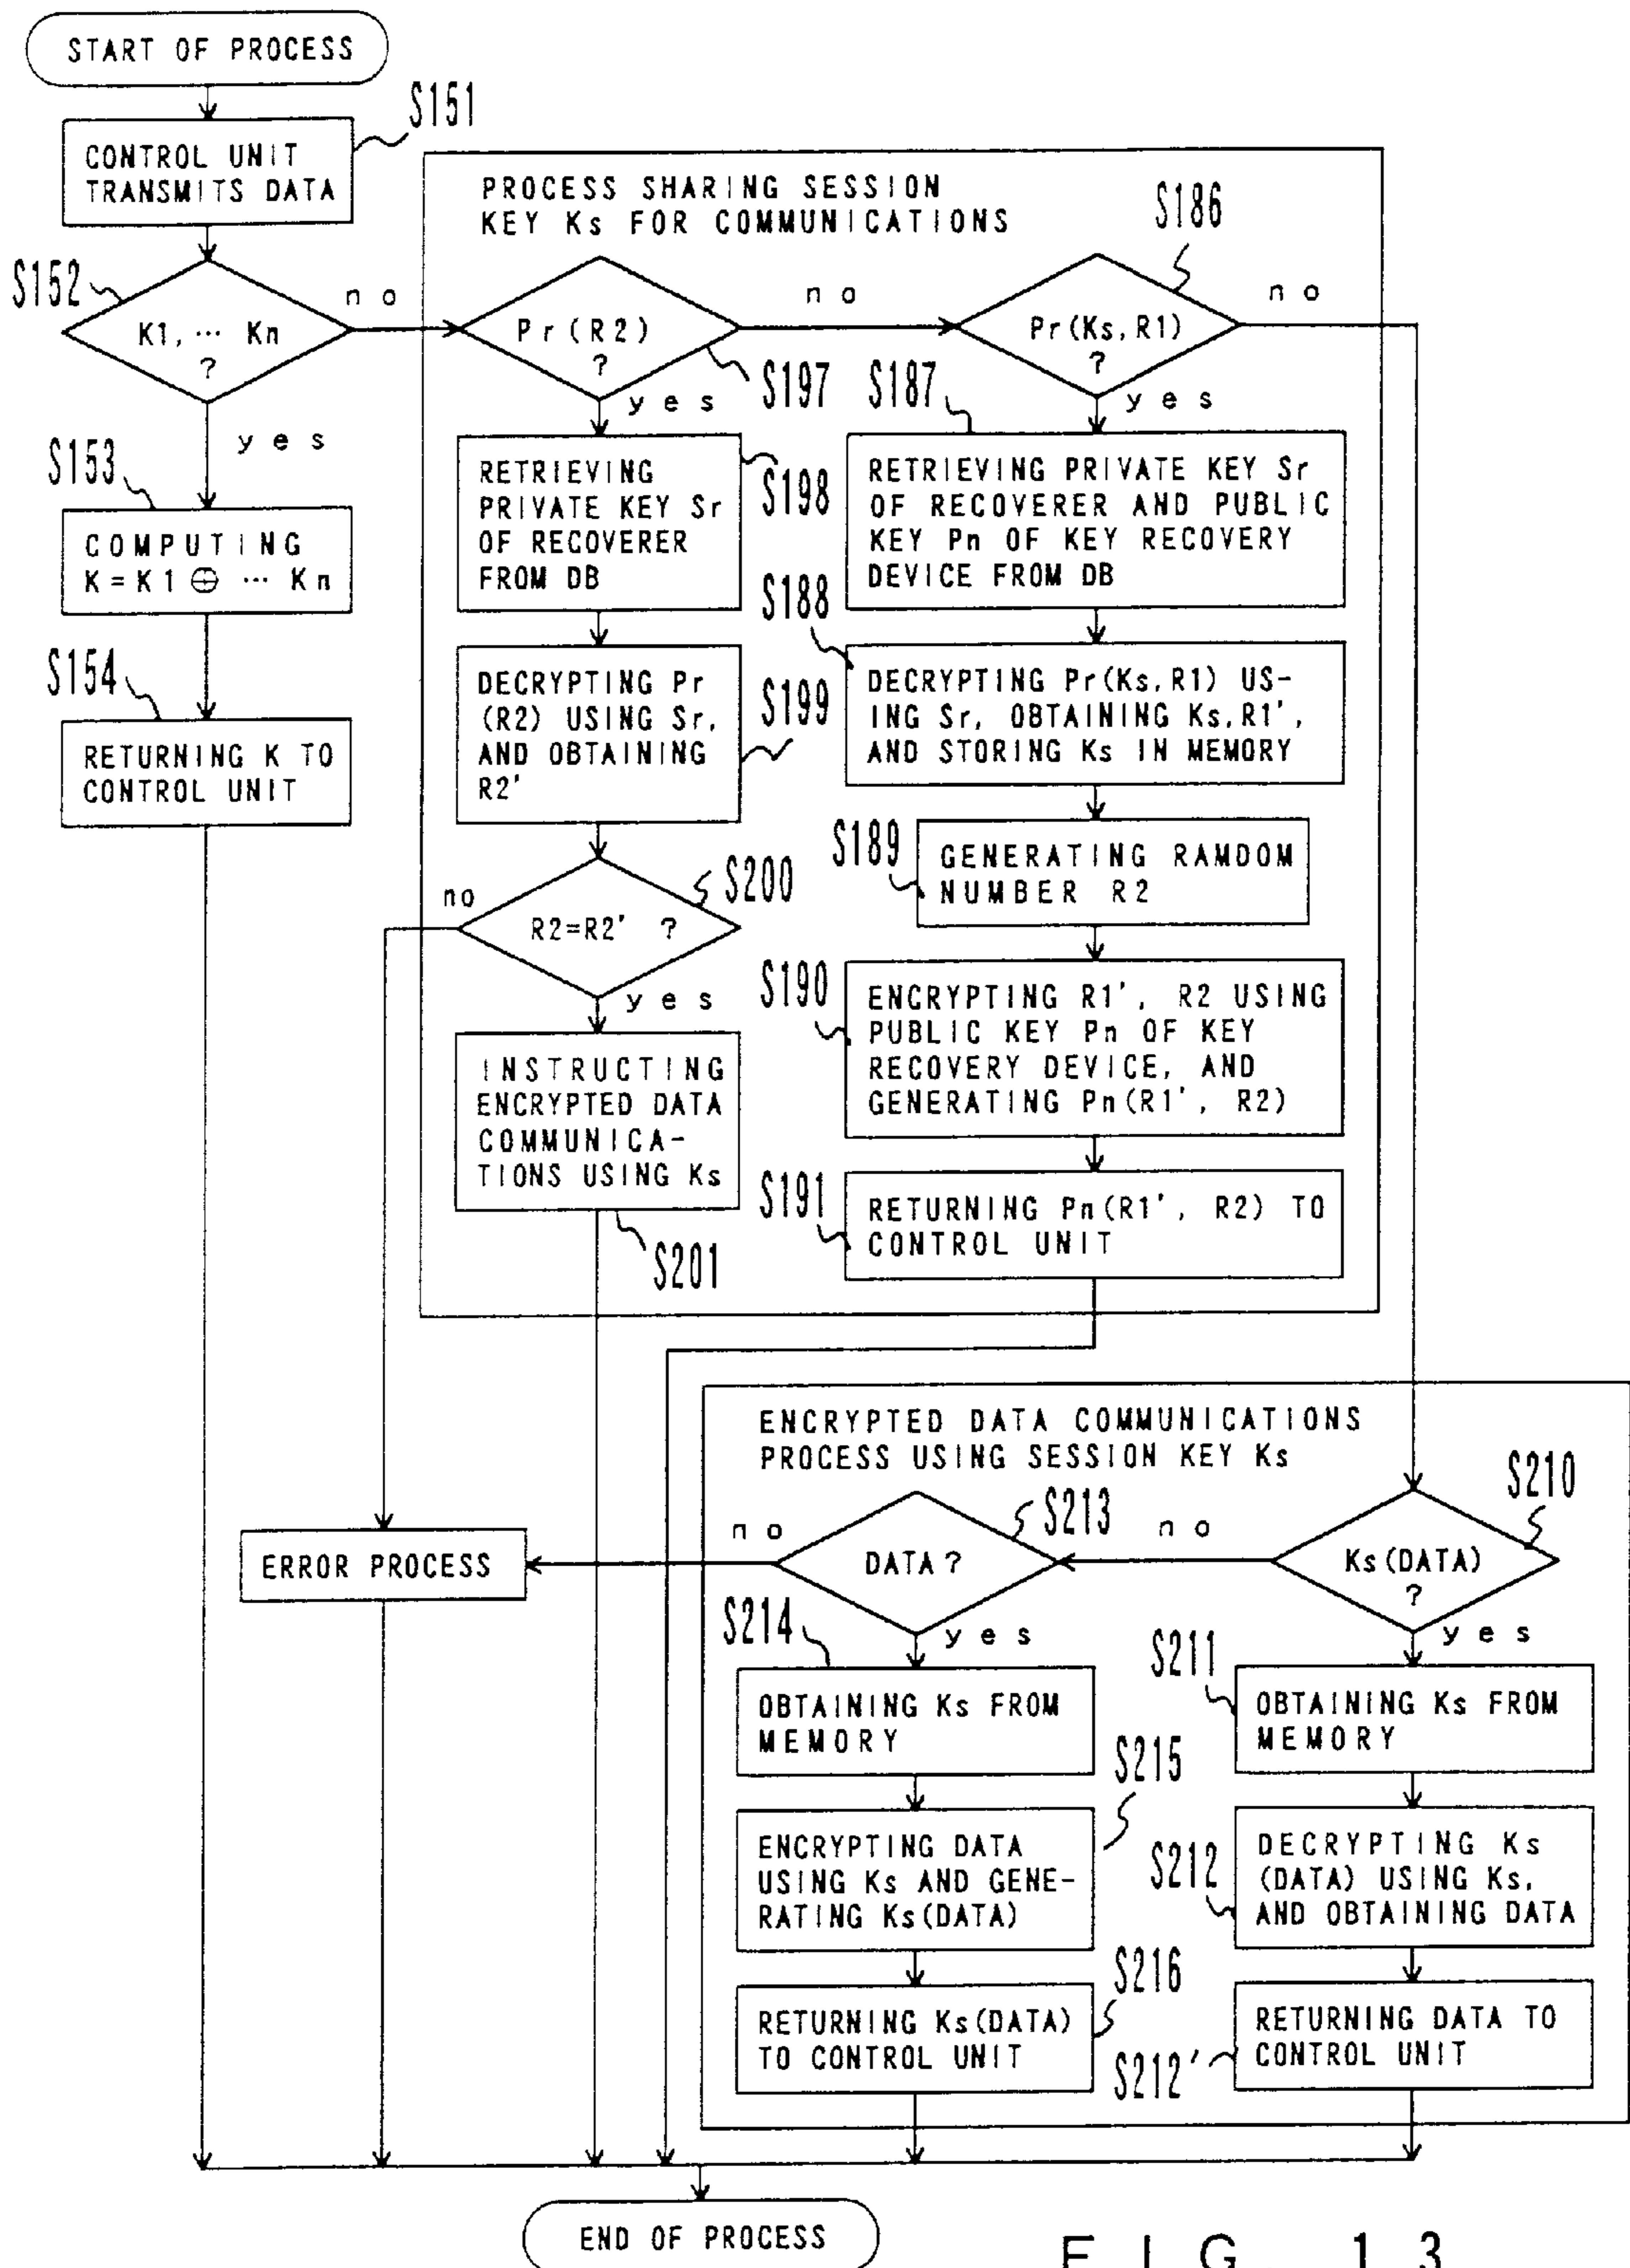 START OF PROCESS
S151
CONTROL UNIT
TRANSMITS DATA
S152
K1, ··· Kn
?
no
yes
S153
COMPUTING
K=K1 ⊕ ··· Kn
S154
RETURNING K TO
CONTROL UNIT
PROCESS SHARING SESSION
KEY Ks FOR COMMUNICATIONS
Pr(R2)
?
no
S197
yes
RETRIEVING
PRIVATE KEY Sr
OF RECOVERER
FROM DB
S198
DECRYPTING Pr
(R2) USING Sr,
AND OBTAINING
R2'
S199
R2=R2' ?
S200
no
yes
INSTRUCTING
ENCRYPTED DATA
COMMUNICA-
TIONS USING Ks
S201
S186
Pr(Ks,R1)
?
no
yes
S187
RETRIEVING PRIVATE KEY Sr
OF RECOVERER AND PUBLIC
KEY Pn OF KEY RECOVERY
DEVICE FROM DB
S188
DECRYPTING Pr(Ks,R1) US-
ING Sr, OBTAINING Ks,R1',
AND STORING Ks IN MEMORY
S189
GENERATING RAMDOM
NUMBER R2
S190
ENCRYPTING R1', R2 USING
PUBLIC KEY Pn OF KEY
RECOVERY DEVICE, AND
GENERATING Pn(R1', R2)
S191
RETURNING Pn(R1', R2) TO
CONTROL UNIT
ENCRYPTED DATA COMMUNICATIONS
PROCESS USING SESSION KEY Ks
S210
Ks(DATA)
?
no
yes
S211
OBTAINING Ks FROM
MEMORY
S212
DECRYPTING Ks
(DATA) USING Ks,
AND OBTAINING DATA
S212'
RETURNING DATA TO
CONTROL UNIT
S213
DATA?
no
yes
S214
OBTAINING Ks FROM
MEMORY
S215
ENCRYPTING DATA
USING Ks AND GENE-
RATING Ks(DATA)
S216
RETURNING Ks(DATA)
TO CONTROL UNIT
ERROR PROCESS
END OF PROCESS
FIG. 13